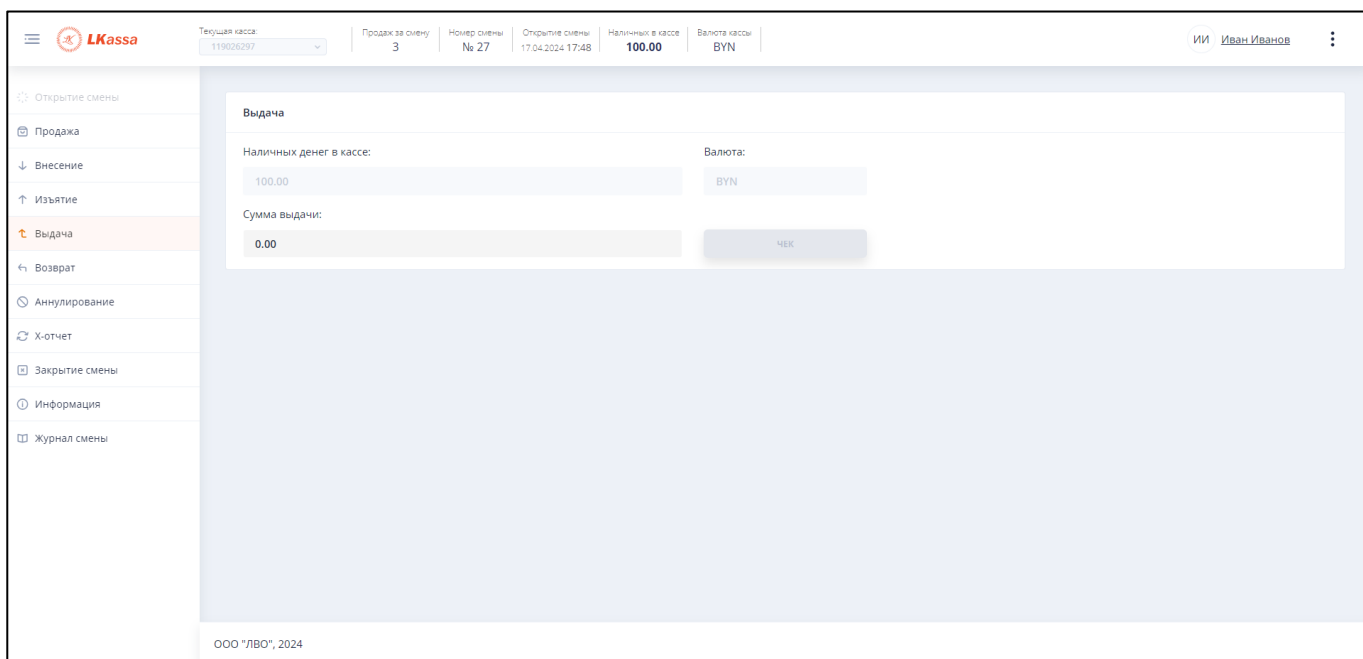 LKassa
Текущая касса:
119026297
Продаж за смену
3
Номер смены
№ 27
Открытие смены
17.04.2024 17:48
Наличных в кассе
100.00
Валюта кассы
BYN
ИИ Иван Иванов
Открытие смены
Продажа
Внесение
Изъятие
Выдача
Возврат
Аннулирование
X-отчет
Закрытие смены
Информация
Журнал смены
Выдача
Наличных денег в кассе:
100.00
Валюта:
BYN
Сумма выдачи:
0.00
ЧЕК
ООО "ЛВО", 2024